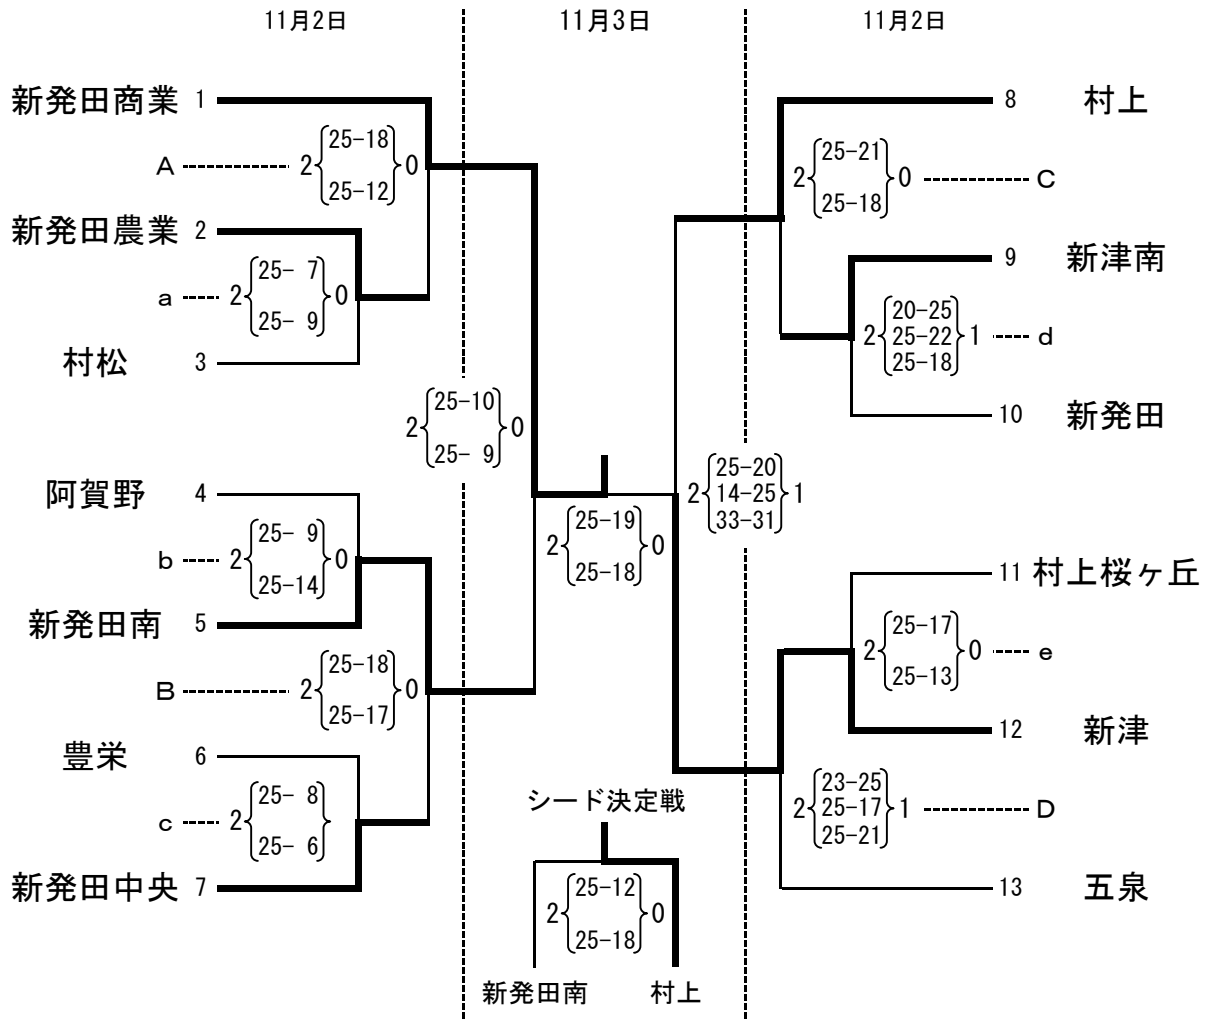 11月2日
11月3日
11月2日
新発田商業 1
A 2 25-18 0
25-12
新発田農業 2
a 2 25- 7 0
25- 9
村松 3
2 25-10 0
25- 9
阿賀野 4
b 2 25- 9 0
25-14
新発田南 5
B 2 25-18 0
25-17
豊栄 6
c 2 25- 8
25- 6
新発田中央 7
2 25-19 0
25-18
シード決定戦
2 25-12 0
25-18
新発田南 村上
8 村上
2 25-21 0 C
25-18
9 新津南
20-25
2 25-22 1 d
25-18
10 新発田
25-20
2 14-25 1
33-31
11 村上桜ヶ丘
2 25-17 0 e
25-13
12 新津
23-25
2 25-17 1 D
25-21
13 五泉